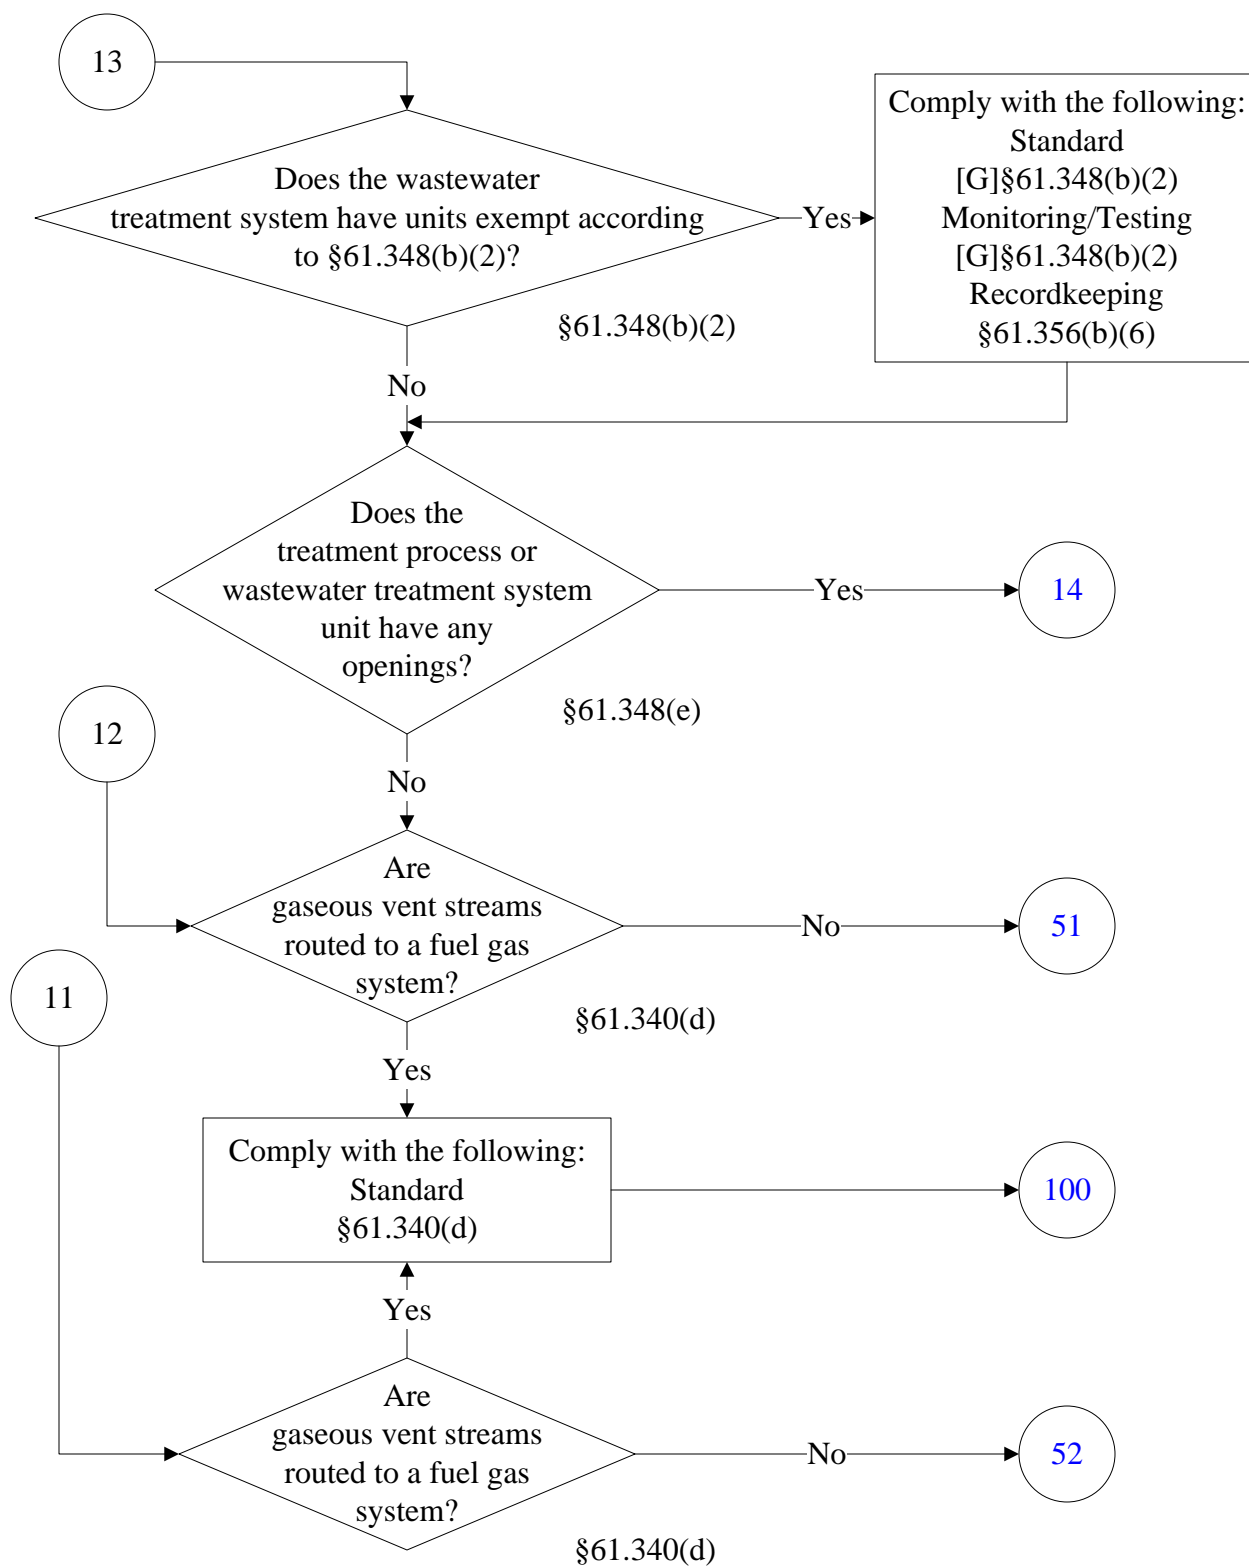 13
Does the wastewater
treatment system have units exempt according
to §61.348(b)(2)?
Yes
Comply with the following:
Standard
[G]§61.348(b)(2)
Monitoring/Testing
[G]§61.348(b)(2)
Recordkeeping
§61.356(b)(6)
§61.348(b)(2)
No
Does the
treatment process or
wastewater treatment system
unit have any
openings?
Yes
14
§61.348(e)
12
No
Are
gaseous vent streams
routed to a fuel gas
system?
No
51
11
§61.340(d)
Yes
Comply with the following:
Standard
§61.340(d)
100
Yes
Are
gaseous vent streams
routed to a fuel gas
system?
No
52
§61.340(d)